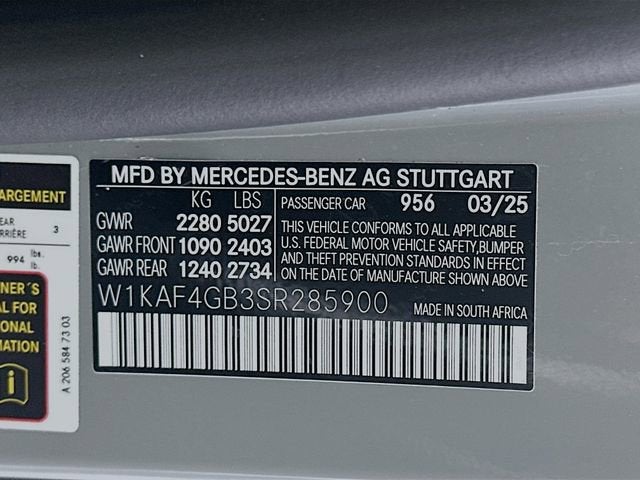 MFD BY MERCEDES-BENZ AG STUTTGART
KG LBS
GVWR 2280 5027
GAWR FRONT 1090 2403
GAWR REAR 1240 2734
PASSENGER CAR 956 03/25
THIS VEHICLE CONFORMS TO ALL APPLICABLE
U.S. FEDERAL MOTOR VEHICLE SAFETY,BUMPER
AND THEFT PREVENTION STANDARDS IN EFFECT
ON THE DATE OF MANUFACTURE SHOWN ABOVE.
W1KAF4GB3SR285900
MADE IN SOUTH AFRICA
ARGEMENT
EAR 3
RRIÈRE
994 lbs.
lb.
NER´S
AL FOR
IONAL
MATION
i
A 206 584 73 03